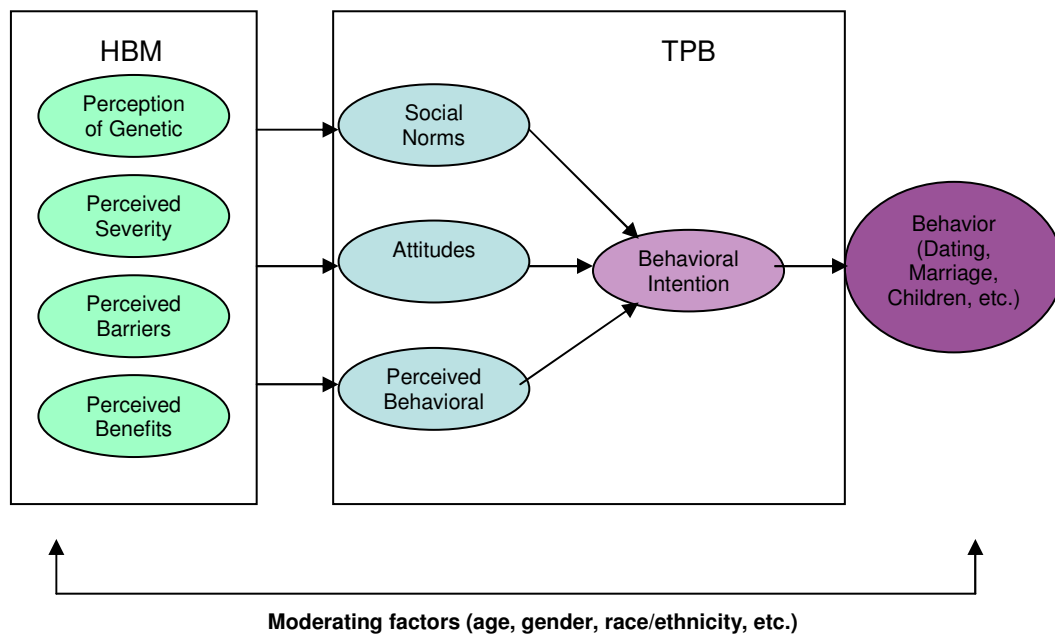 HBM
Perception
of Genetic
Perceived
Severity
Perceived
Barriers
Perceived
Benefits
TPB
Social
Norms
Attitudes
Perceived
Behavioral
Behavioral
Intention
Behavior
(Dating,
Marriage,
Children, etc.)
Moderating factors (age, gender, race/ethnicity, etc.)